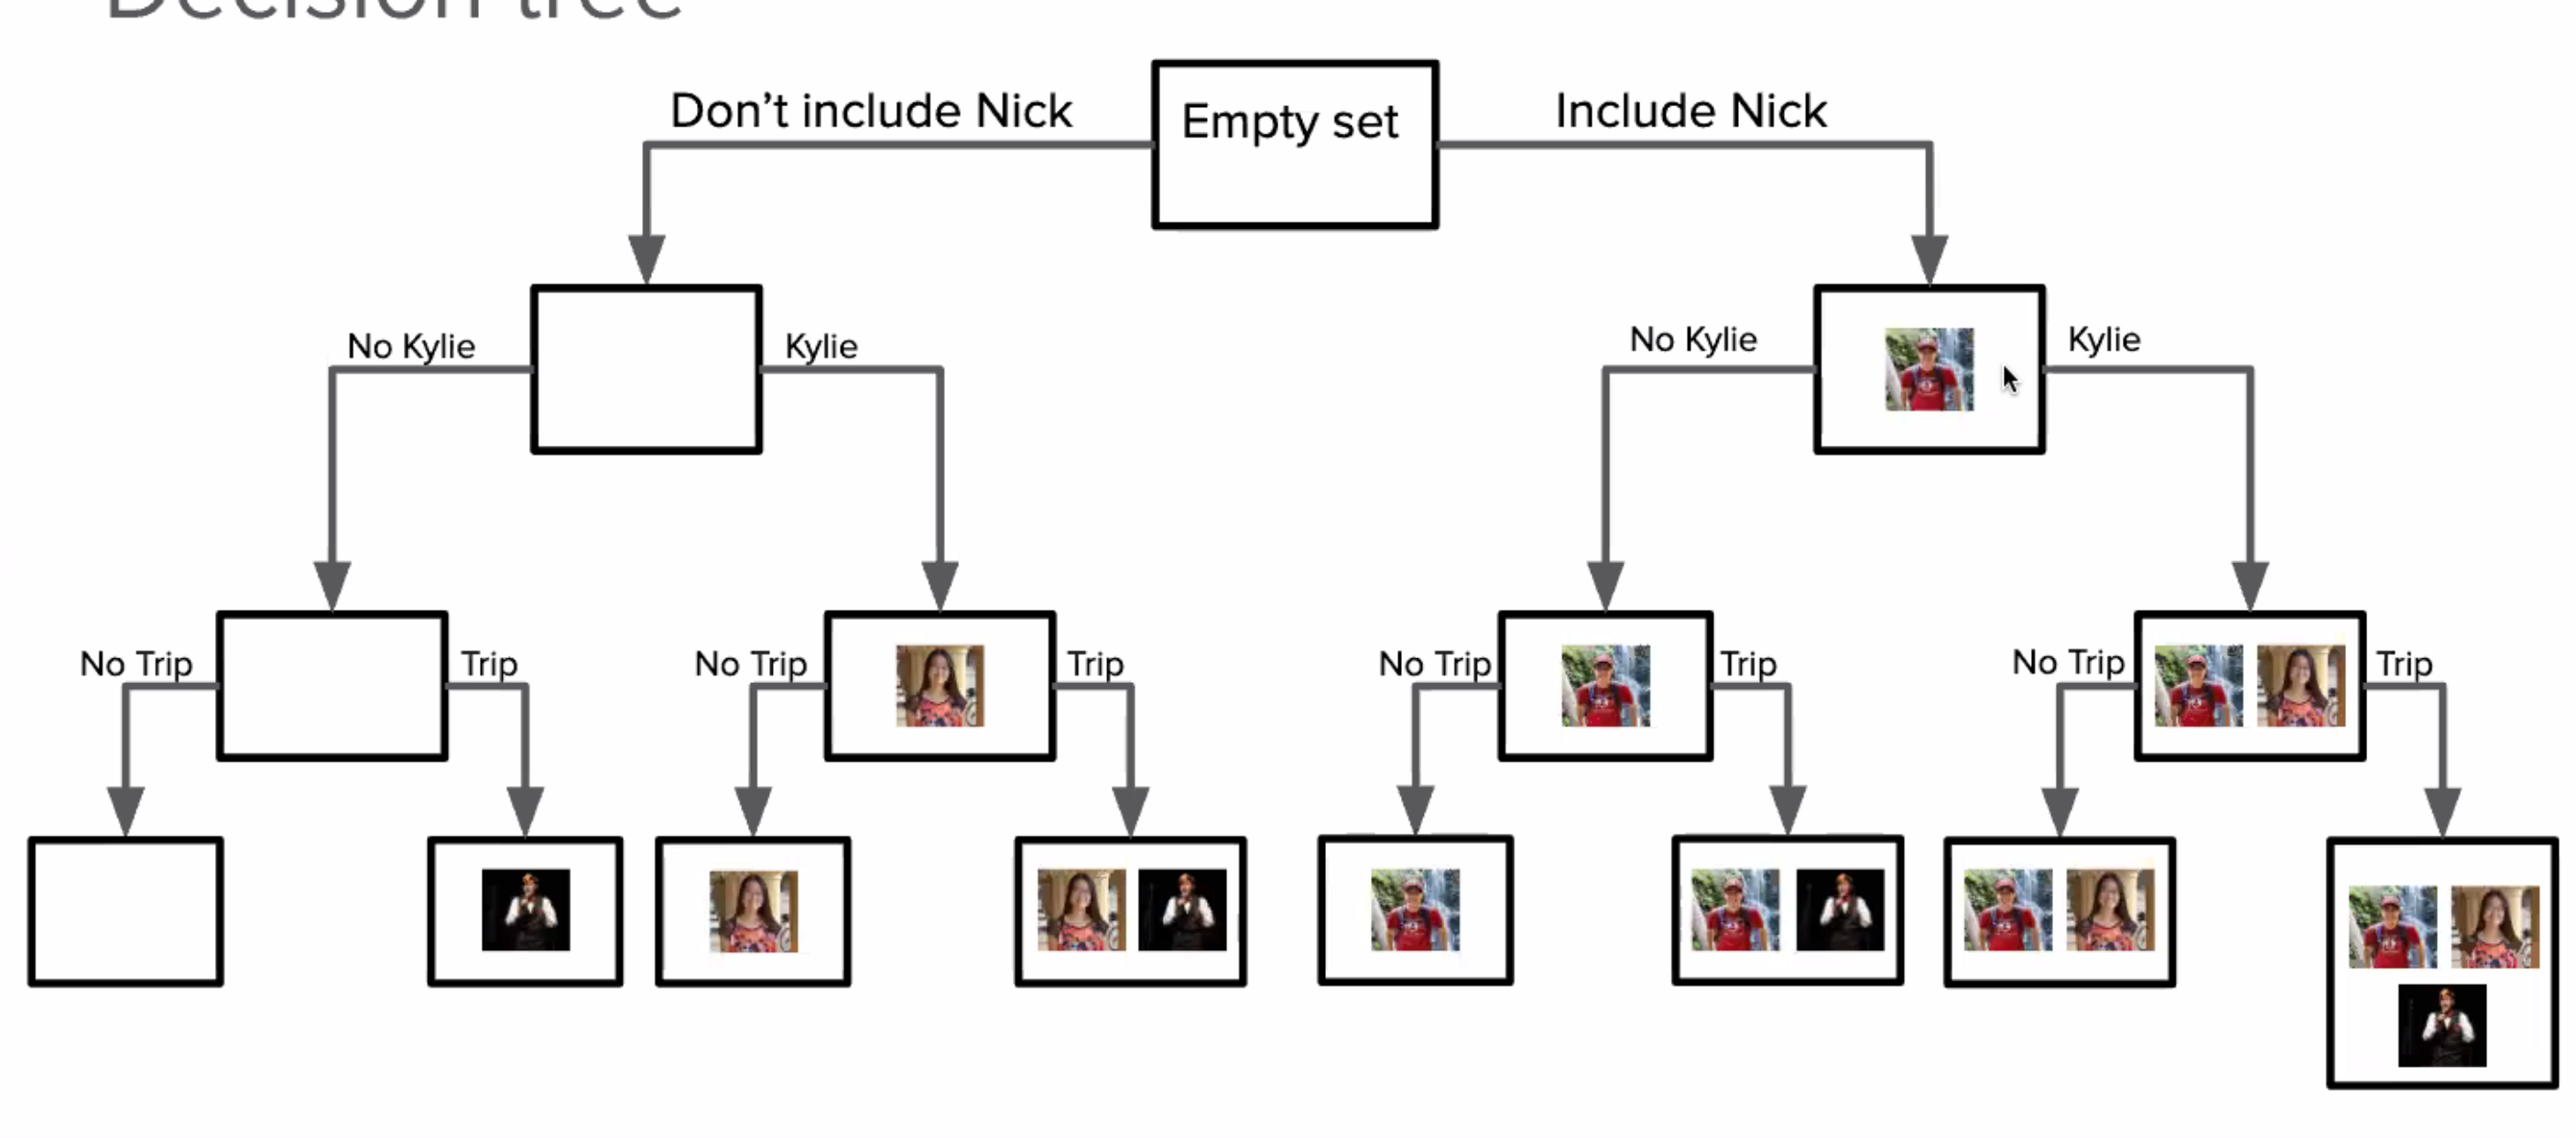 Decision tree
Don't include Nick
Empty set
Include Nick
No Kylie
Kylie
No Kylie
Kylie
No Trip
Trip
No Trip
Trip
No Trip
Trip
No Trip
Trip